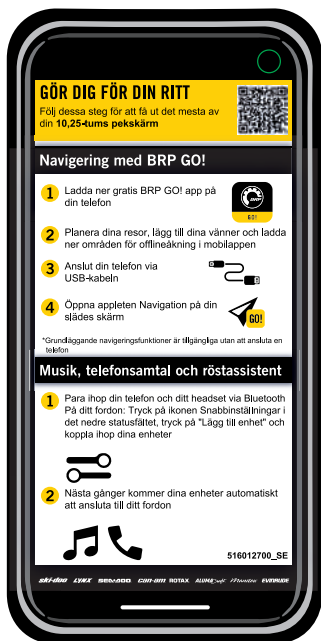 GÖR DIG FÖR DIN RITT
Följ dessa steg för att få ut det mesta av
din 10,25-tums pekskärm
Navigering med BRP GO!
1 Ladda ner gratis BRP GO! app på
din telefon
BRP
GO!
2 Planera dina resor, lägg till dina vänner och ladda
ner områden för offlineåkning i mobilappen
3 Anslut din telefon via
USB-kabeln
4 Öppna appleten Navigation på din
slädes skärm
GO!
*Grundläggande navigeringsfunktioner är tillgängliga utan att ansluta en
telefon
Musik, telefonsamtal och röstassistent
1 Para ihop din telefon och ditt headset via Bluetooth
På ditt fordon: Tryck på ikonen Snabbinställningar i
det nedre statusfältet, tryck på "Lägg till enhet" och
koppla ihop dina enheter
2 Nästa gånger kommer dina enheter automatiskt
att ansluta till ditt fordon
516012700_SE
ski-doo LYNX SEA-DOO can-am ROTAX ALUMACRAFT Manitou EVINRUDE